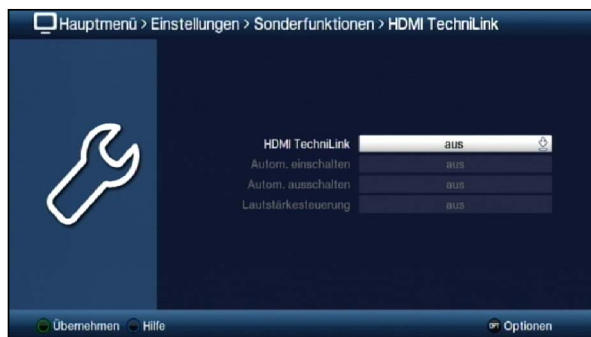 Hauptmenü > Einstellungen > Sonderfunktionen > HDMI TechniLink
HDMI TechniLink aus
Autom. einschalten aus
Autom. ausschalten aus
Lautstärkesteuerung aus
Übernehmen Hilfe OPT Optionen